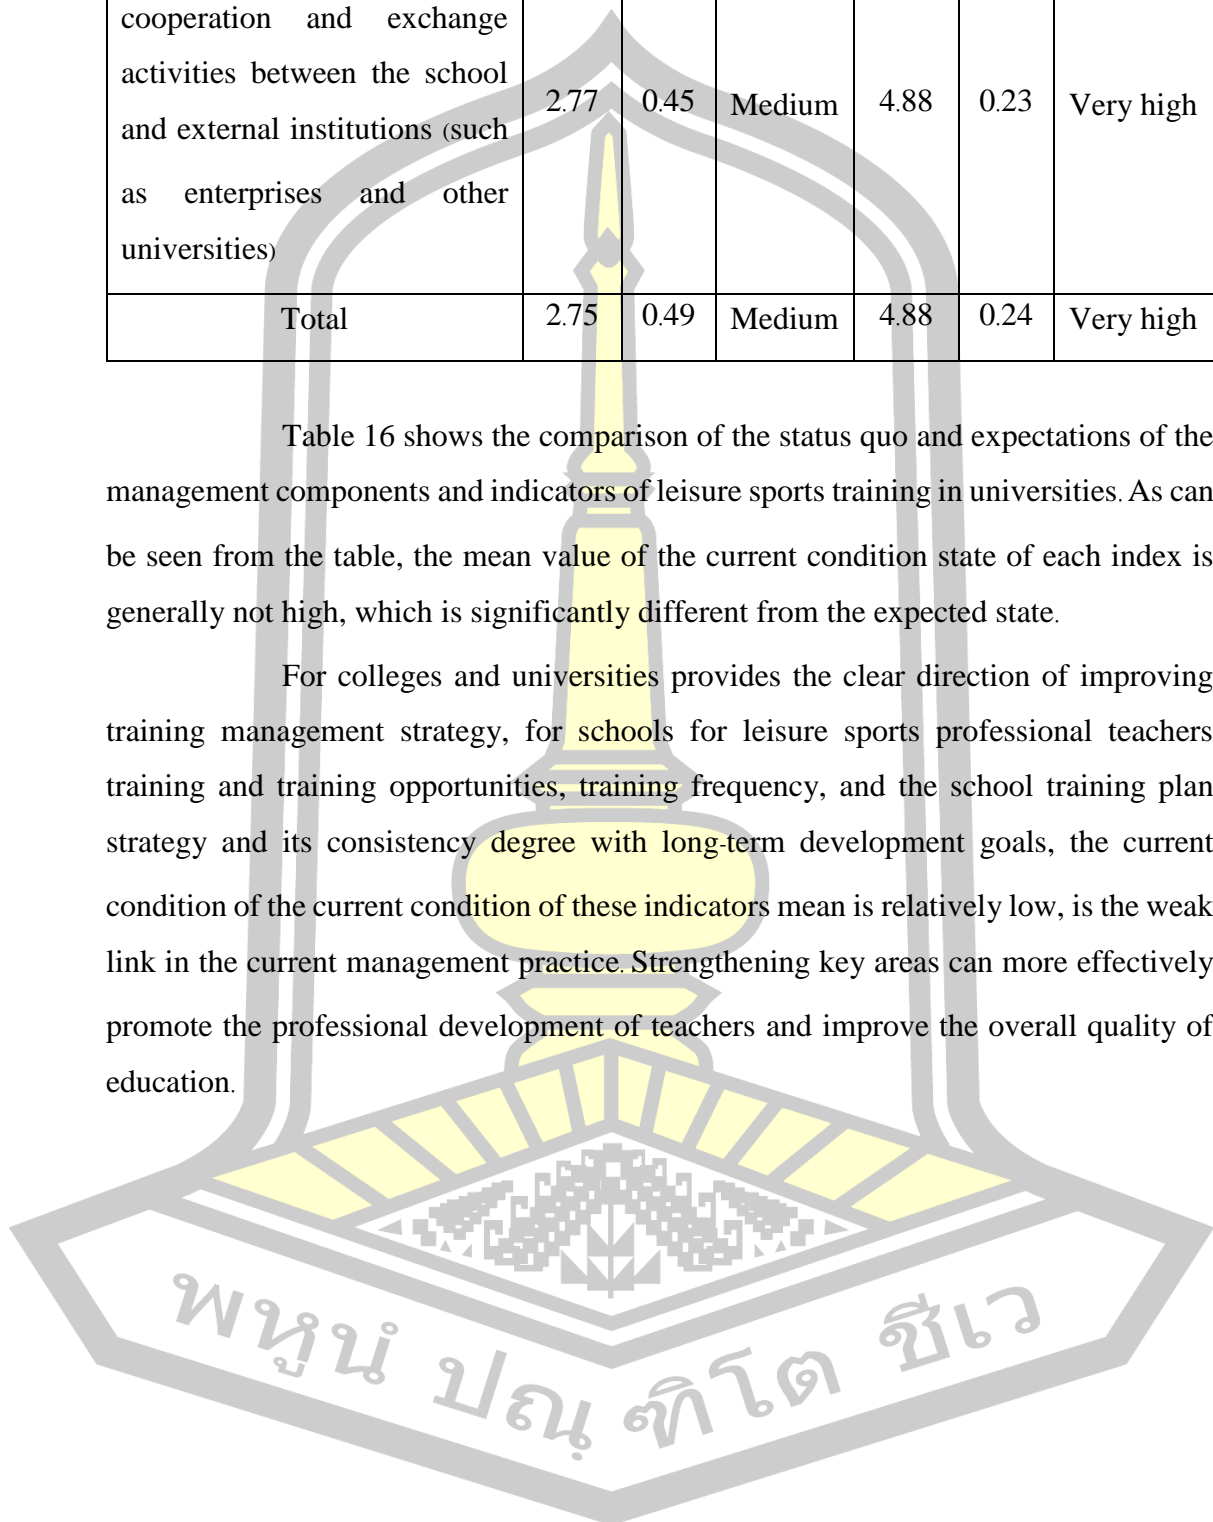 cooperation and exchange
activities between the school
and external institutions (such
as enterprises and other
universities)
2.77 0.45 Medium 4.88 0.23 Very high
Total 2.75 0.49 Medium 4.88 0.24 Very high
Table 16 shows the comparison of the status quo and expectations of the
management components and indicators of leisure sports training in universities. As can
be seen from the table, the mean value of the current condition state of each index is
generally not high, which is significantly different from the expected state.
For colleges and universities provides the clear direction of improving
training management strategy, for schools for leisure sports professional teachers
training and training opportunities, training frequency, and the school training plan
strategy and its consistency degree with long-term development goals, the current
condition of the current condition of these indicators mean is relatively low, is the weak
link in the current management practice. Strengthening key areas can more effectively
promote the professional development of teachers and improve the overall quality of
education.
พหูนํ ปณฺฑิโต ชีเว